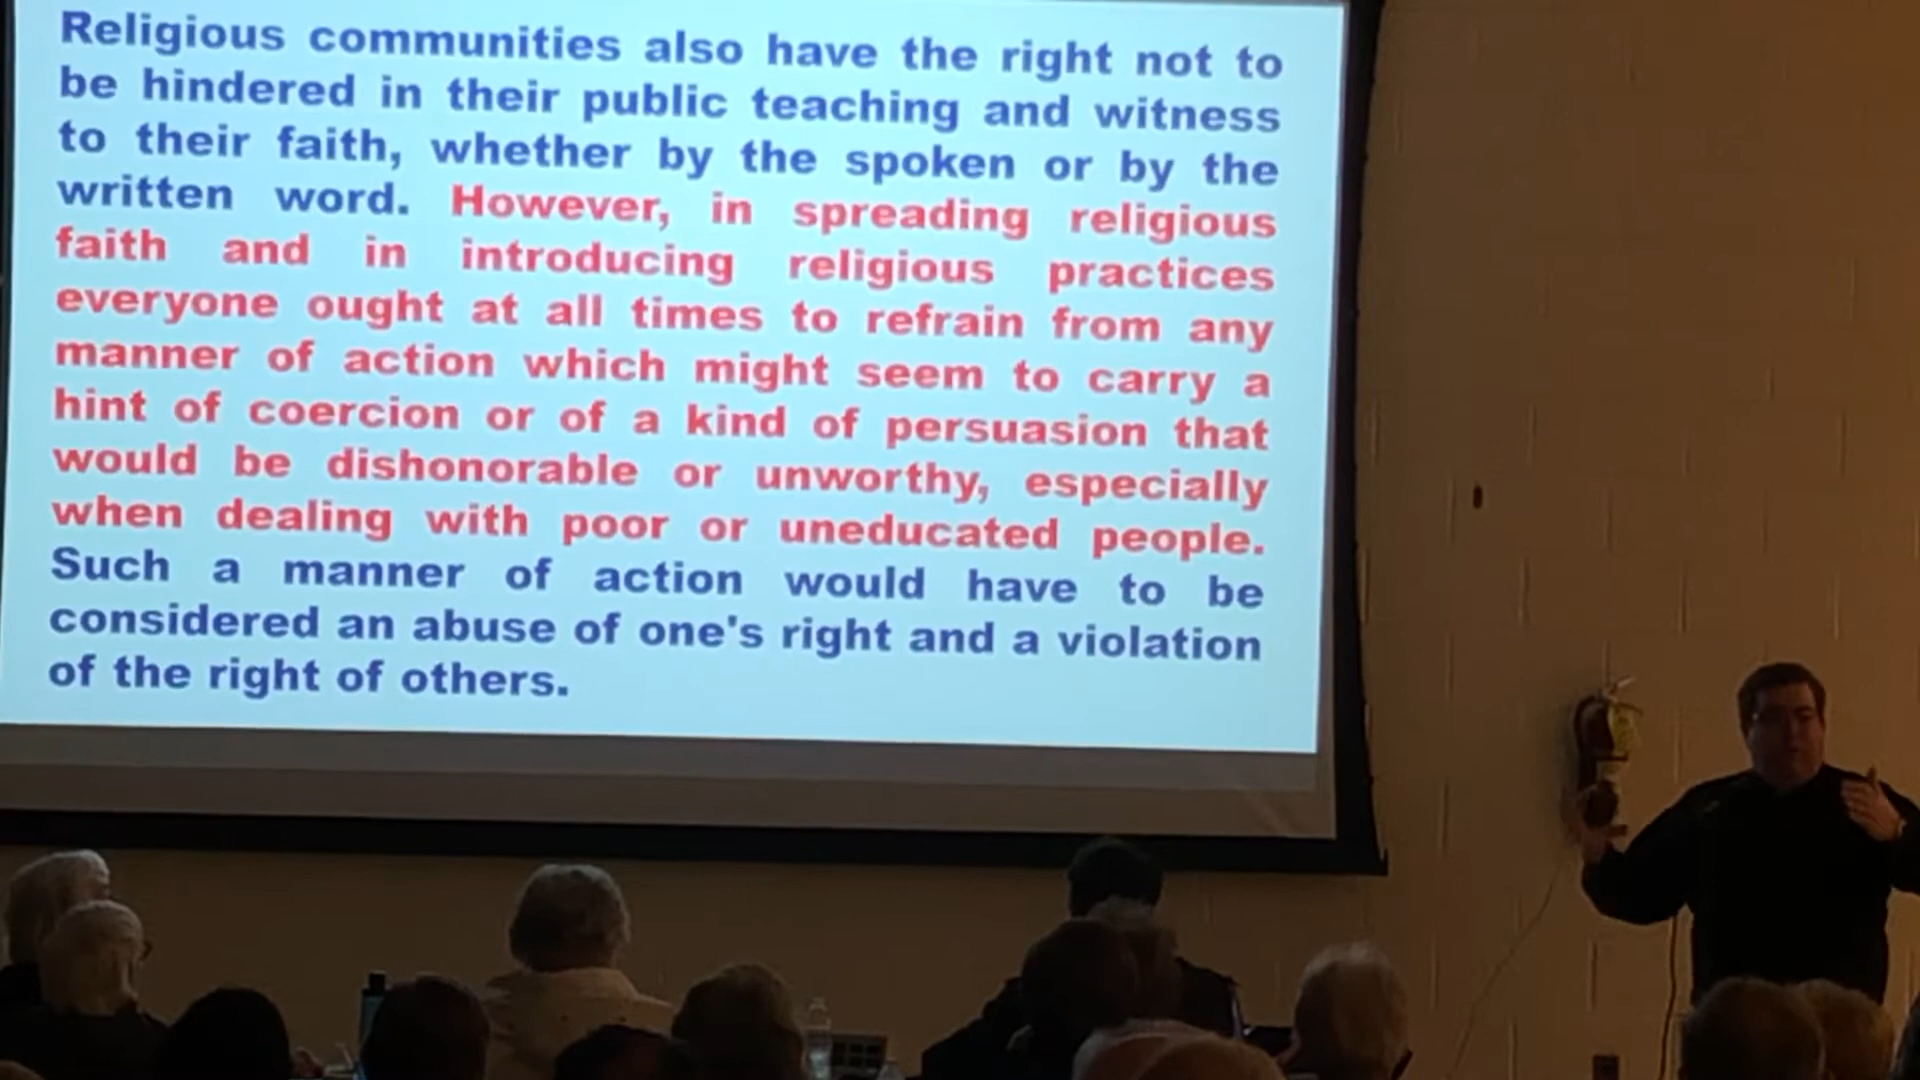 Religious communities also have the right not to
be hindered in their public teaching and witness
to their faith, whether by the spoken or by the
written word. However, in spreading religious
faith and in introducing religious practices
everyone ought at all times to refrain from any
manner of action which might seem to carry a
hint of coercion or of a kind of persuasion that
would be dishonorable or unworthy, especially
when dealing with poor or uneducated people.
Such a manner of action would have to be
considered an abuse of one's right and a violation
of the right of others.